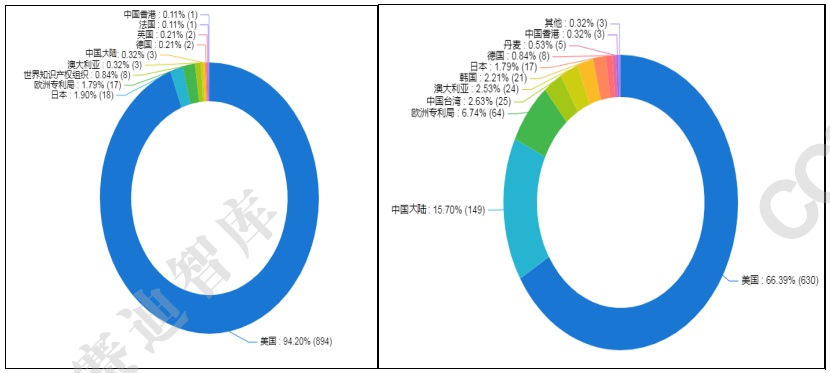 中国香港 : 0.11% (1)
法国 : 0.11% (1)
英国 : 0.21% (2)
德国 : 0.21% (2)
中国大陆: 0.32% (3)
澳大利亚 : 0.32% (3)
世界知识产权组织 : 0.84% (8)
欧洲专利局 : 1.79% (17)
日本 : 1.90% (18)
美国 : 94.20% (894)
其他 : 0.32% (3)
中国香港 : 0.32% (3)
丹麦 : 0.53% (5)
德国 : 0.84% (8)
日本 : 1.79% (17)
韩国 : 2.21% (21)
澳大利亚 : 2.53% (24)
中国台湾 : 2.63% (25)
欧洲专利局 : 6.74% (64)
中国大陆 : 15.70% (149)
美国 : 66.39% (630)
赛迪智库
CC